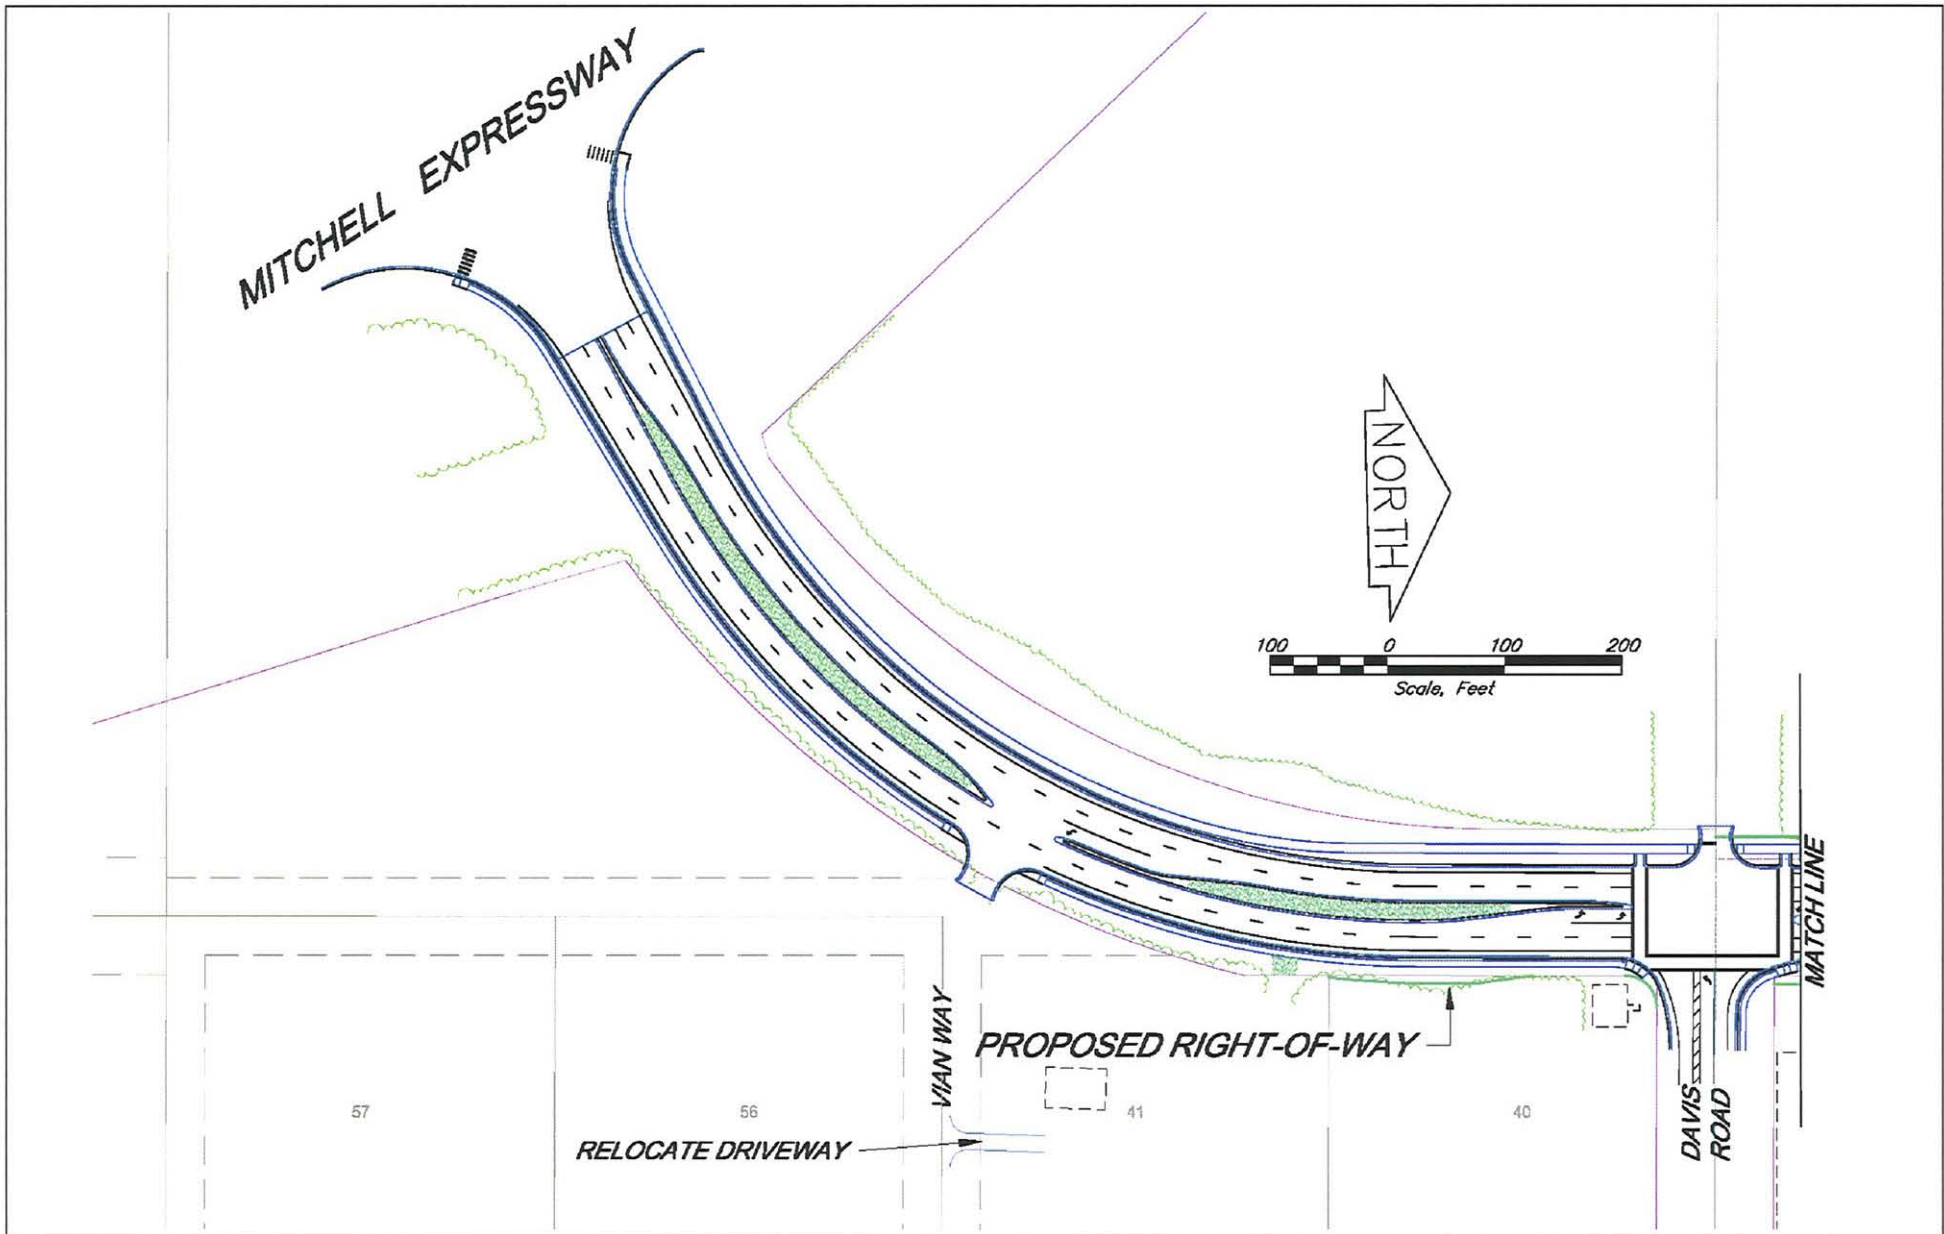 MITCHELL EXPRESSWAY
NORTH
100 0 100 200
Scale, Feet
MATCH LINE
VIAN WAY
PROPOSED RIGHT-OF-WAY
57
56
41
40
RELOCATE DRIVEWAY
DAVIS
ROAD